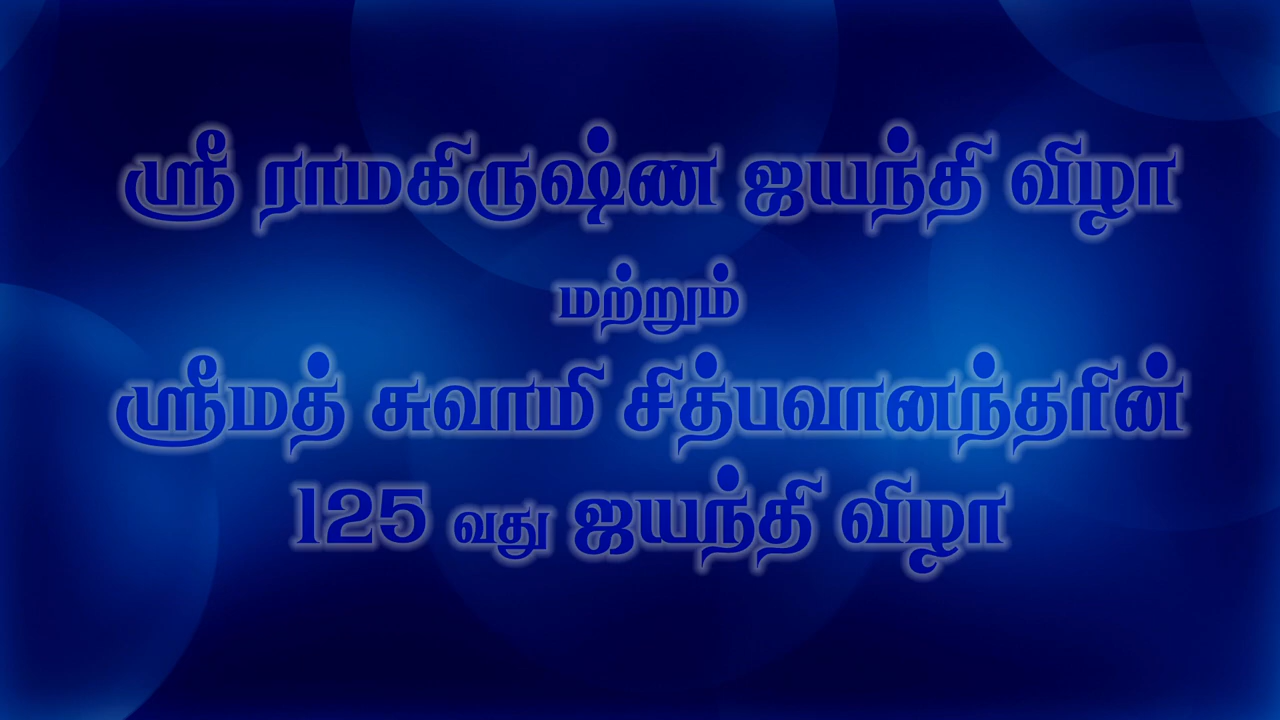 ஸ்ரீ ராமகிருஷ்ண ஜயந்தி விழா
மற்றும்
ஸ்ரீமத் சுவாமி சித்பவானந்தரின்
125 வது ஜயந்தி விழா